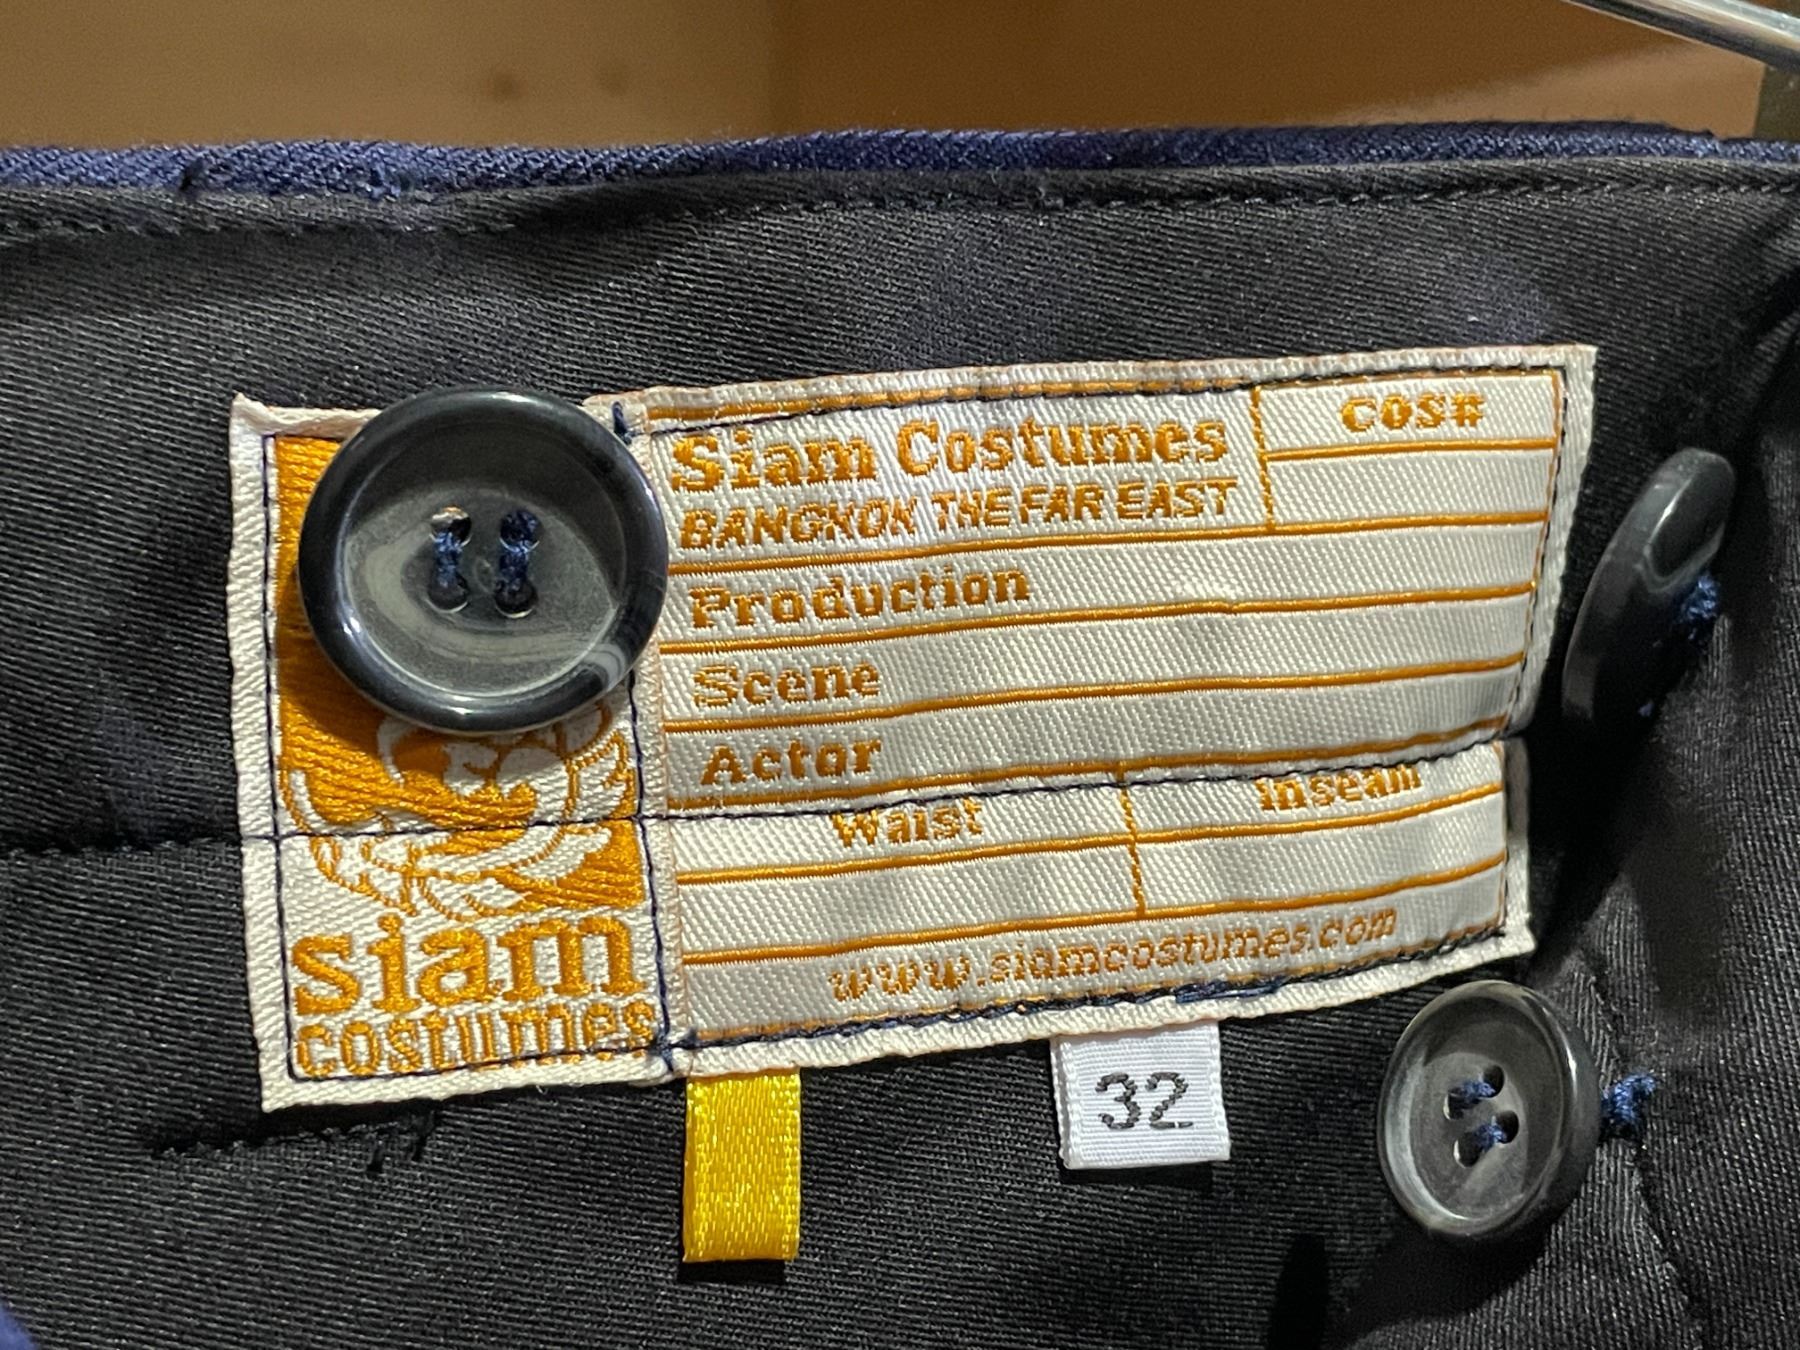 Siam Costumes
BANGKOK THE FAR EAST
COS#
Production
Scene
Actor
Waist
Inseam
www.siamcostumes.com
siam
costumes
32